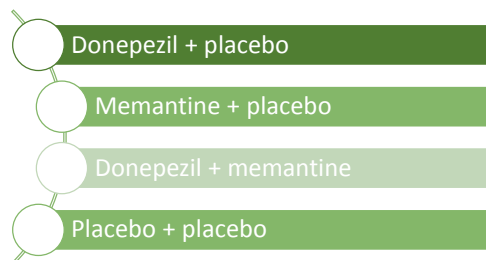 Donepezil + placebo
Memantine + placebo
Donepezil + memantine
Placebo + placebo